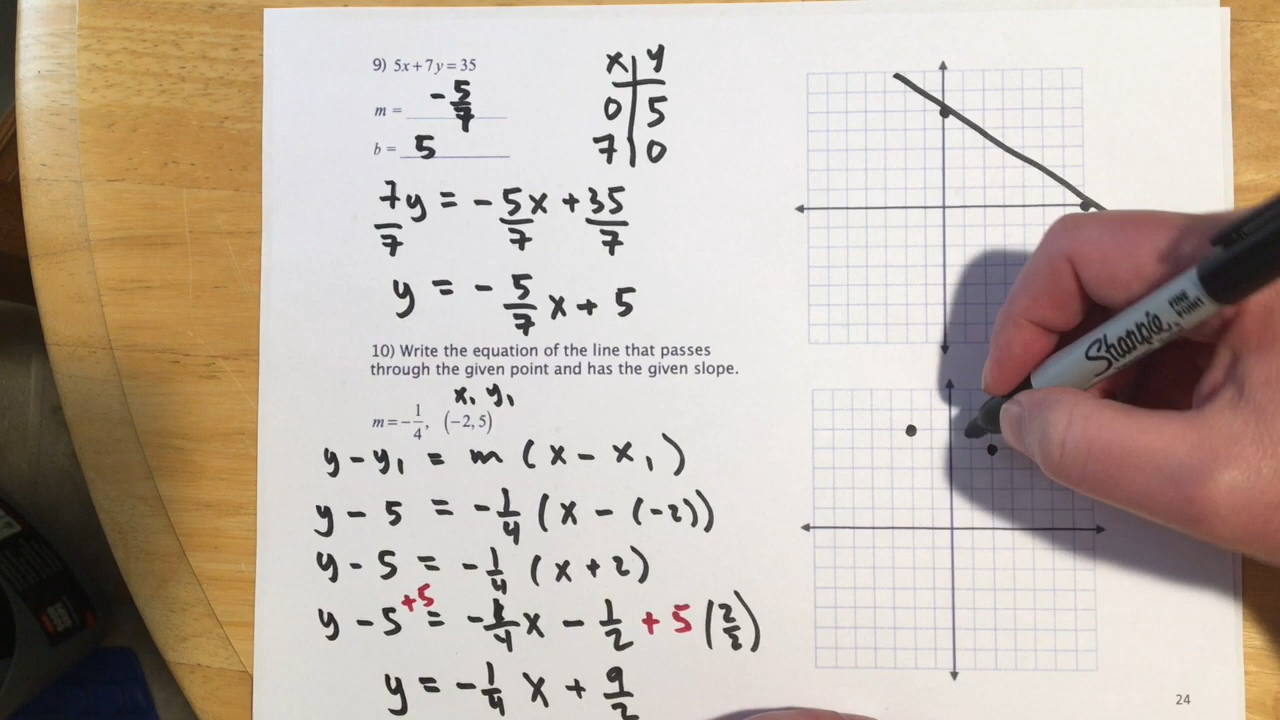 9) 5x+7y=35
m = -5/7
b = 5
x | y
0 | 5
7 | 0
7y/7 = -5x/7 + 35/7
y = -5/7 x + 5
10) Write the equation of the line that passes
through the given point and has the given slope.
x₁ y₁
m=-1/4, (-2,5)
y-y₁ = m (x-x₁)
y-5 = -1/4 (x-(-2))
y-5 = -1/4 (x+2)
y-5 +5 = -1/4 x - 1/2 + 5 (2/2)
y = -1/4 x + 9/2
Sharpie
FINE
POINT
24